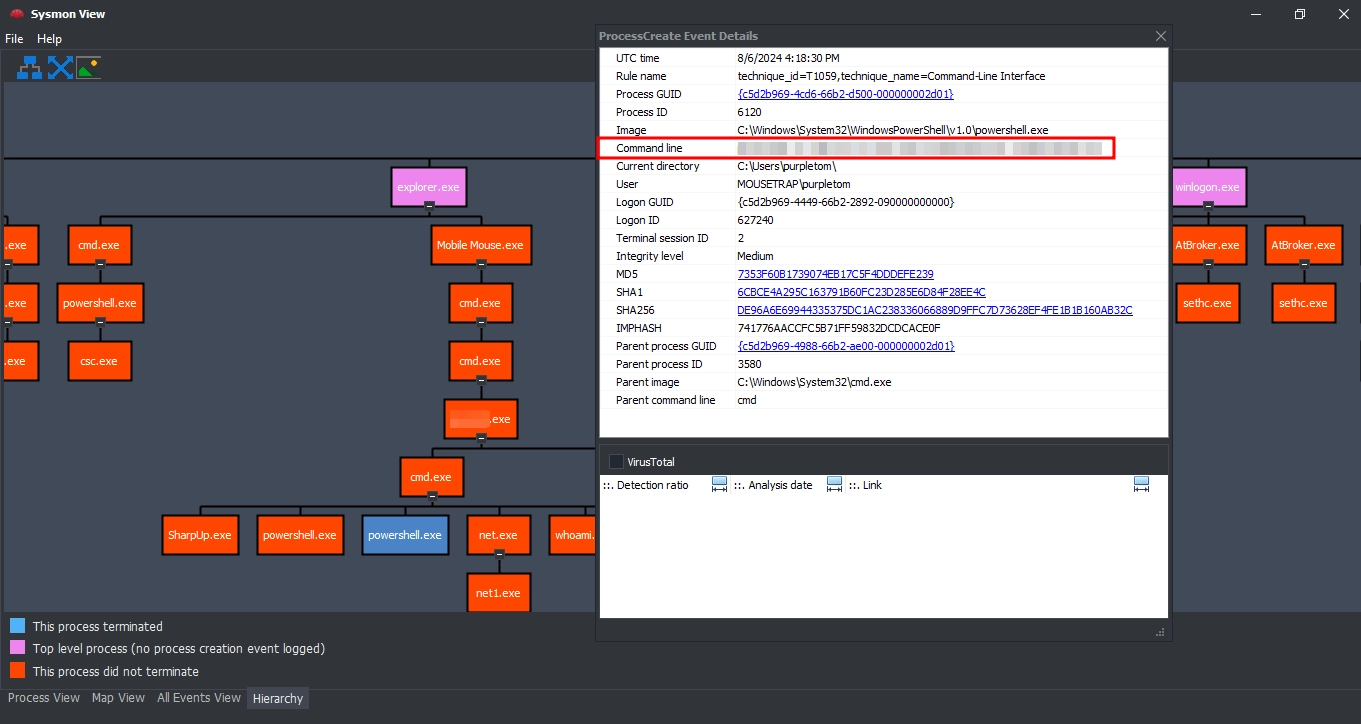 Sysmon View
File Help
ProcessCreate Event Details
UTC time 8/6/2024 4:18:30 PM
Rule name technique_id=T1059,technique_name=Command-Line Interface
Process GUID {c5d2b969-4cd6-66b2-d500-000000002d01}
Process ID 6120
Image C:\Windows\System32\WindowsPowerShell\v1.0\powershell.exe
Command line
Current directory C:\Users\purpletom\
User MOUSETRAP\purpletom
Logon GUID {c5d2b969-4449-66b2-2892-090000000000}
Logon ID 627240
Terminal session ID 2
Integrity level Medium
MD5 7353F60B1739074EB17C5F4DDDEFE239
SHA1 6CBCE4A295C163791B60FC23D285E6D84F28EE4C
SHA256 DE96A6E69944335375DC1AC238336066889D9FFC7D73628EF4FE1B1B160AB32C
IMPHASH 741776AACCFC5B71FF59832DCDCACE0F
Parent process GUID {c5d2b969-4988-66b2-ae00-000000002d01}
Parent process ID 3580
Parent image C:\Windows\System32\cmd.exe
Parent command line cmd
VirusTotal
::. Detection ratio ::. Analysis date ::. Link
explorer.exe winlogon.exe
.exe cmd.exe Mobile Mouse.exe AtBroker.exe AtBroker.exe
.exe powershell.exe cmd.exe sethc.exe sethc.exe
.exe csc.exe cmd.exe
.exe
cmd.exe
SharpUp.exe powershell.exe powershell.exe net.exe whoami.
net1.exe
This process terminated
Top level process (no process creation event logged)
This process did not terminate
Process View Map View All Events View Hierarchy